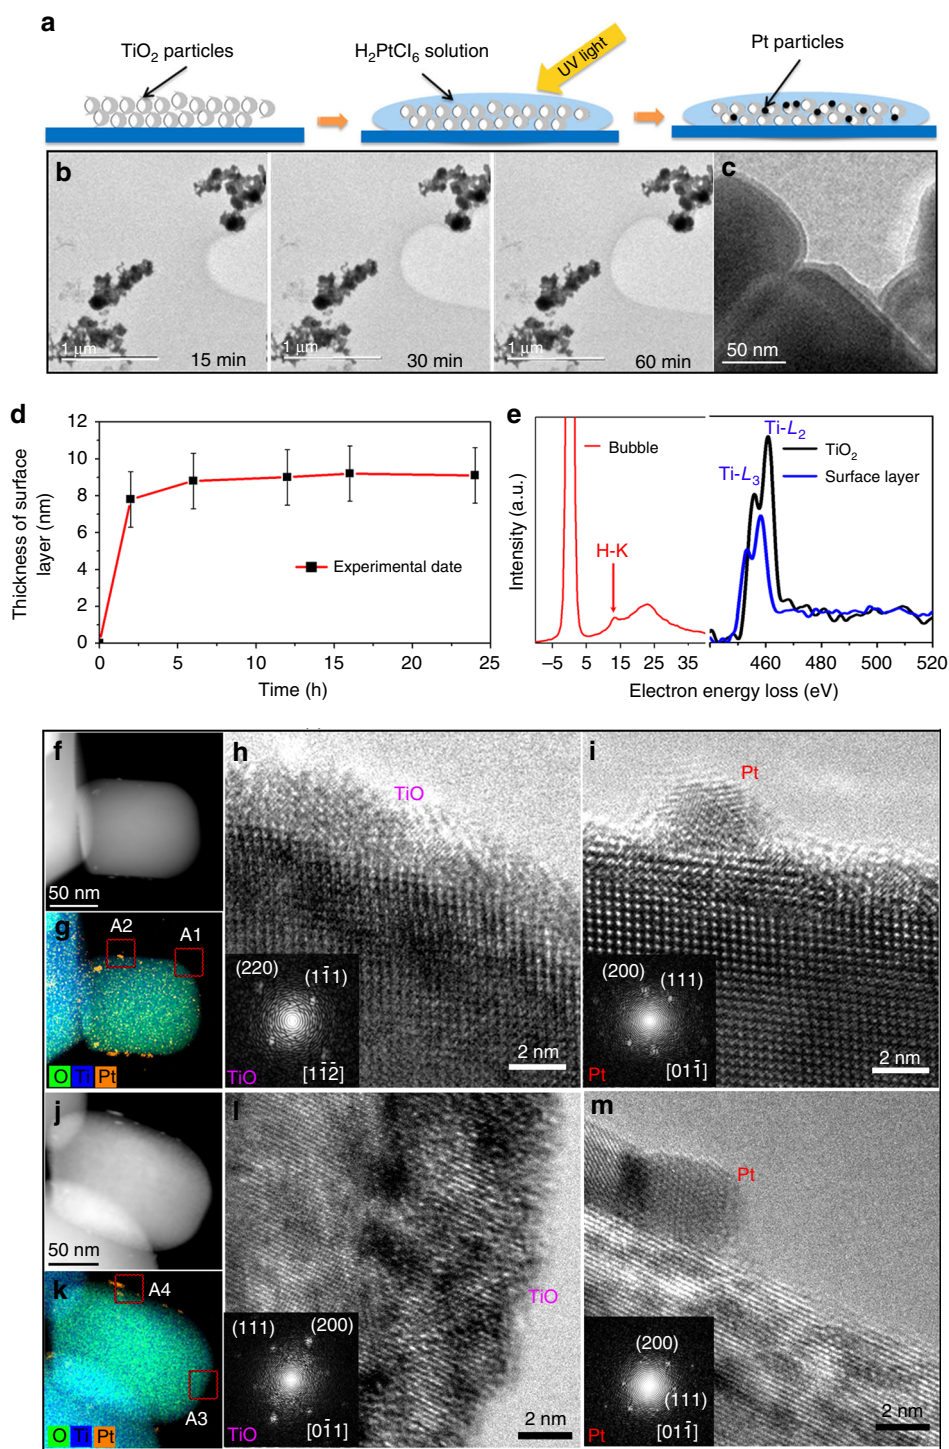 a
TiO2 particles
H2PtCl6 solution
UV light
Pt particles
b
1 μm
15 min
1 μm
30 min
1 μm
60 min
c
50 nm
d
Thickness of surface
layer (nm)
12
10
8
6
4
2
0
0
5
10
15
20
25
Time (h)
Experimental date
e
Intensity (a.u.)
Bubble
H-K
Ti-L3
Ti-L2
TiO2
Surface layer
−5
5
15
25
35
460
480
500
520
Electron energy loss (eV)
f
50 nm
g
A2
A1
O Ti Pt
h
TiO
(220)
(11̄1)
TiO
[11̄2̄]
2 nm
i
Pt
(200)
(111)
Pt
[011̄]
2 nm
j
50 nm
k
A4
A3
O Ti Pt
l
TiO
(111)
(200)
TiO
[01̄1]
2 nm
m
Pt
(200)
(111)
Pt
[011̄]
2 nm